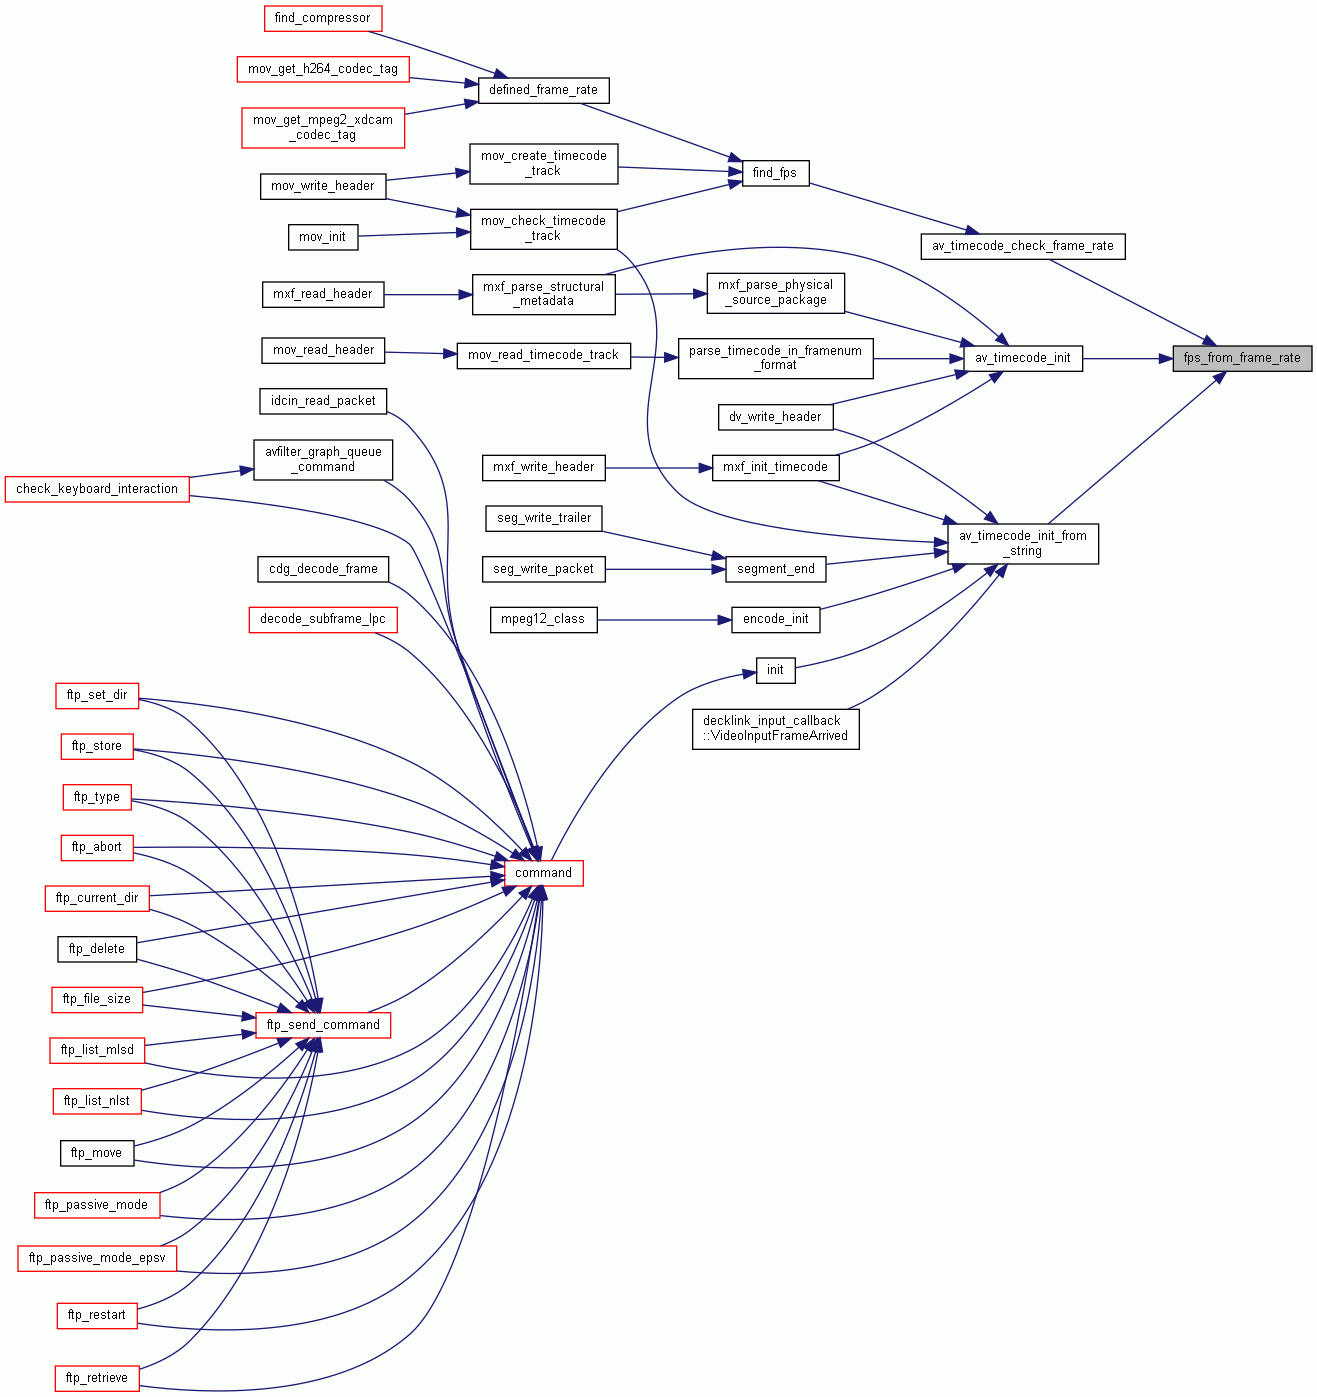 find_compressor
mov_get_h264_codec_tag
defined_frame_rate
mov_get_mpeg2_xdcam
_codec_tag
mov_create_timecode
_track
find_fps
mov_write_header
mov_check_timecode
_track
mov_init
av_timecode_check_frame_rate
mxf_read_header
mxf_parse_structural
_metadata
mxf_parse_physical
_source_package
mov_read_header
mov_read_timecode_track
parse_timecode_in_framenum
_format
av_timecode_init
fps_from_frame_rate
idcin_read_packet
dv_write_header
avfilter_graph_queue
_command
mxf_write_header
mxf_init_timecode
check_keyboard_interaction
seg_write_trailer
av_timecode_init_from
_string
cdg_decode_frame
seg_write_packet
segment_end
decode_subframe_lpc
mpeg12_class
encode_init
init
ftp_set_dir
decklink_input_callback
::VideoInputFrameArrived
ftp_store
ftp_type
ftp_abort
command
ftp_current_dir
ftp_delete
ftp_file_size
ftp_send_command
ftp_list_mlsd
ftp_list_nlst
ftp_move
ftp_passive_mode
ftp_passive_mode_epsv
ftp_restart
ftp_retrieve